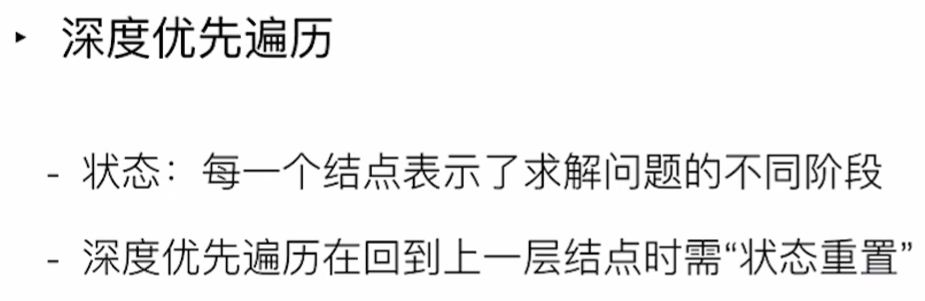 ‣ 深度优先遍历
- 状态：每一个结点表示了求解问题的不同阶段
- 深度优先遍历在回到上一层结点时需“状态重置”